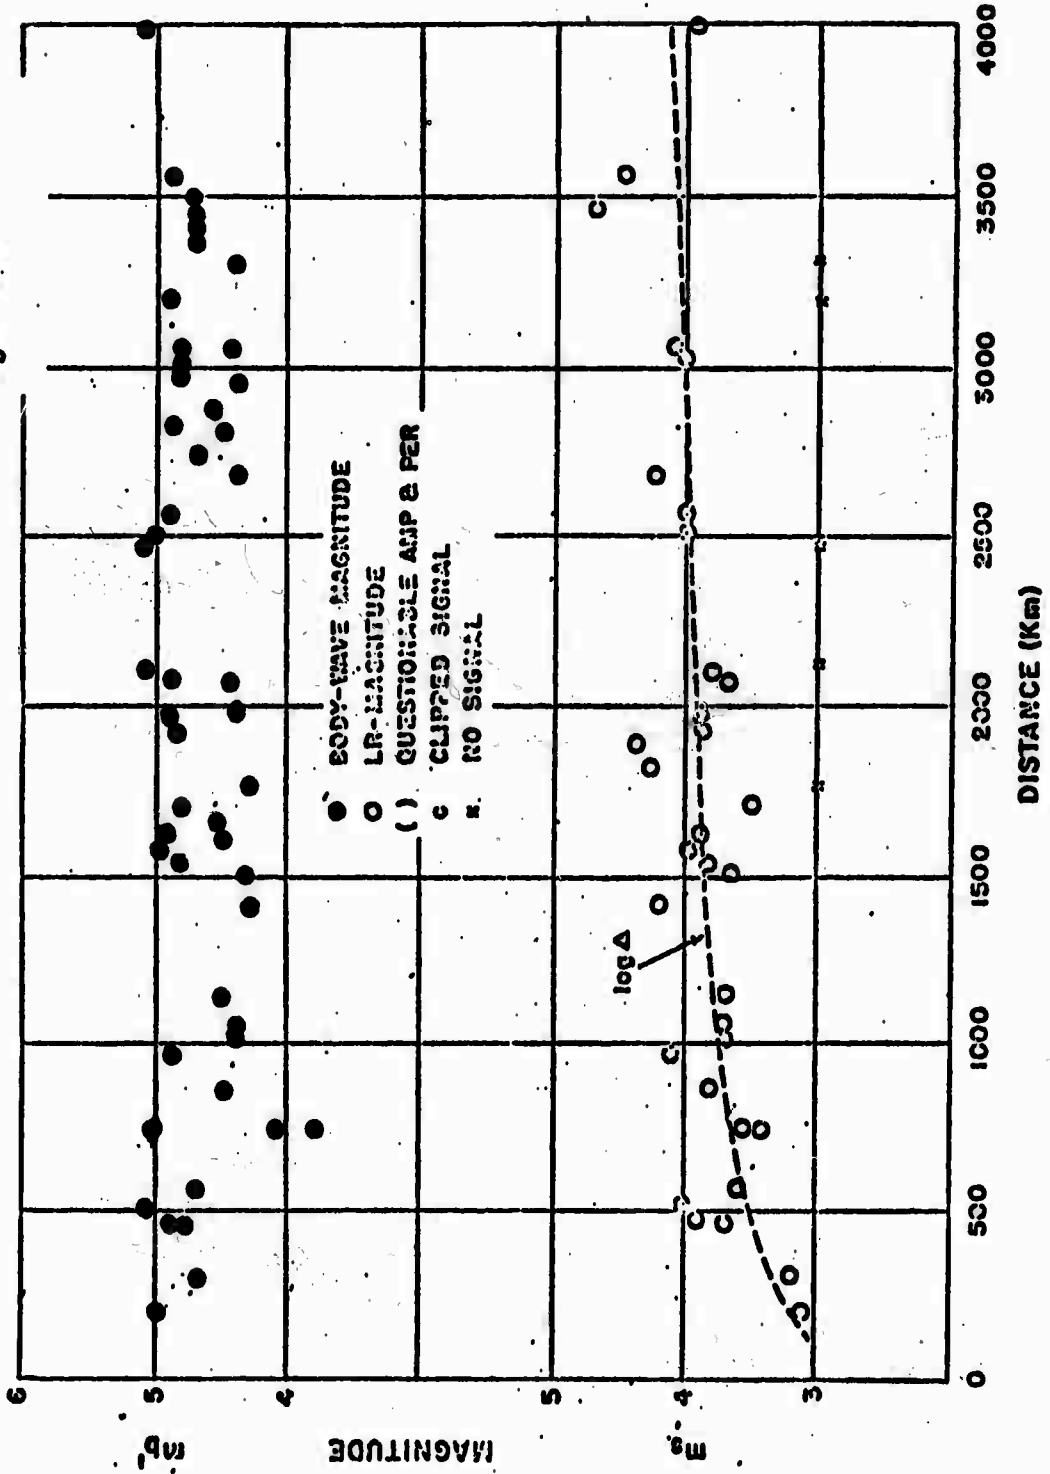 6
5
4
mb
MAGNITUDE
5
4
3
ms
● BODY-WAVE MAGNITUDE
O LR-MAGNITUDE
( ) QUESTIONABLE AMP & PER
C CLIPPED SIGNAL
x NO SIGNAL
log Δ
0
500
1000
1500
2000
2500
3000
3500
4000
DISTANCE (Km)